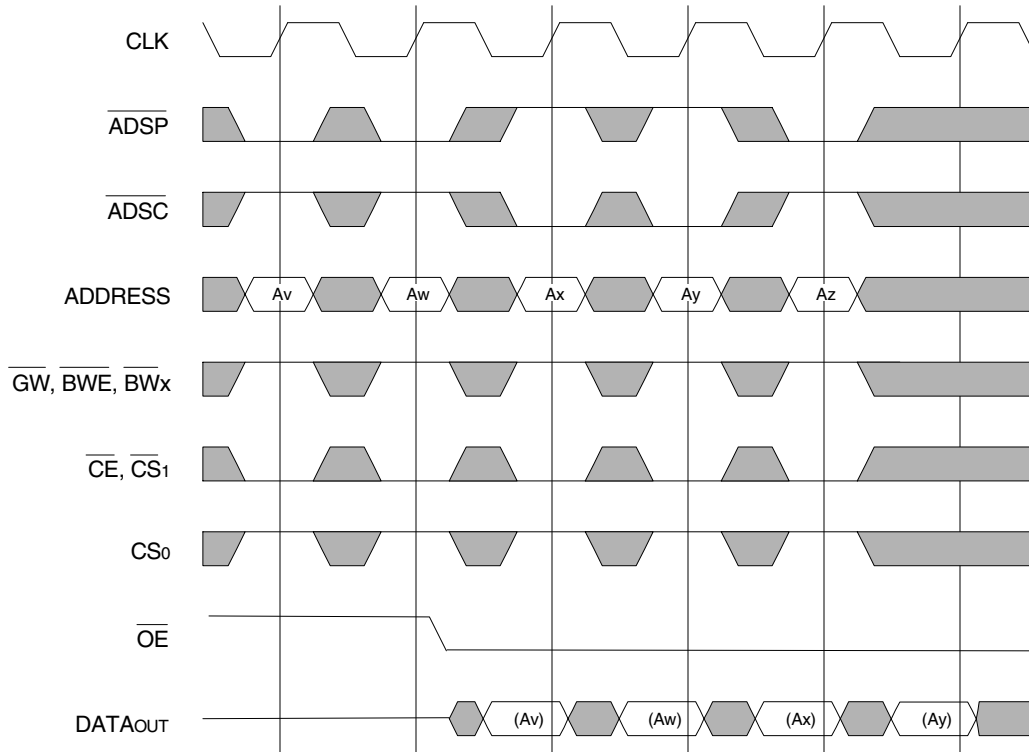 CLK
ADSP
ADSC
ADDRESS Av Aw Ax Ay Az
GW, BWE, BWx
CE, CS1
CS0
OE
DATAOUT (Av) (Aw) (Ax) (Ay)